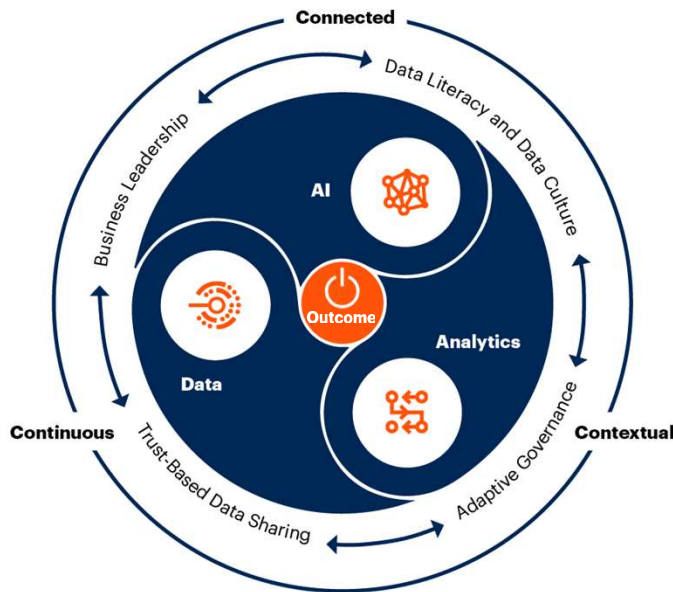 Connected
Data Literacy and Data Culture
Business Leadership
AI
Outcome
Analytics
Data
Continuous
Contextual
Trust-Based Data Sharing
Adaptive Governance